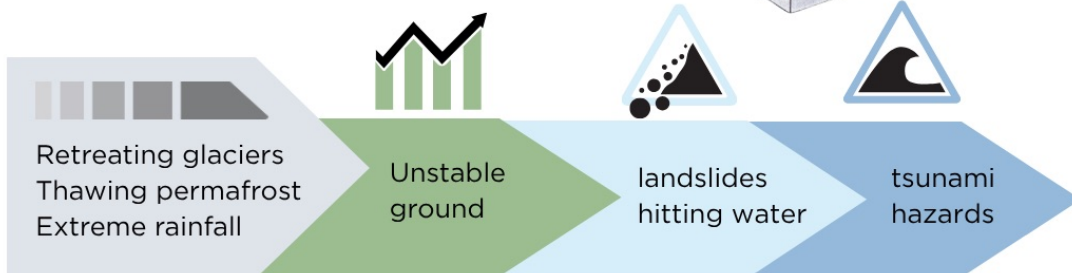 Retreating glaciers
Thawing permafrost
Extreme rainfall
Unstable
ground
landslides
hitting water
tsunami
hazards